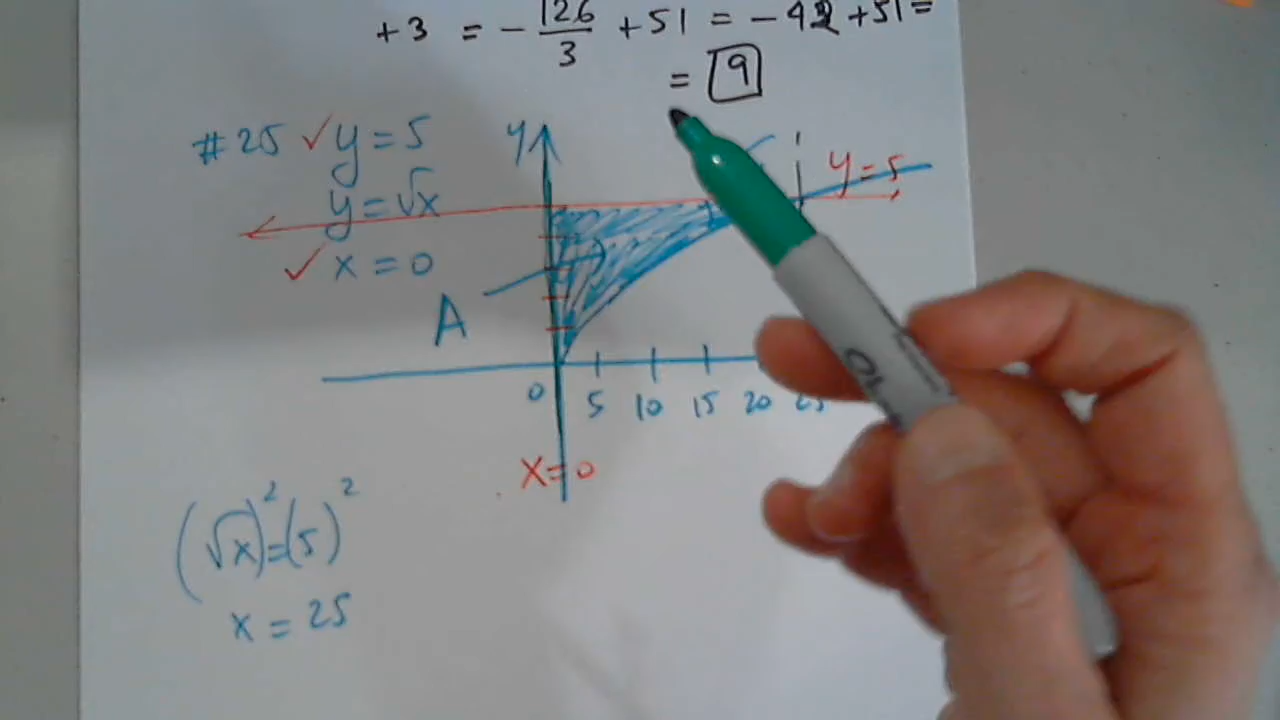 +3 = - 126/3 + 51 = - 42 + 51 =
= 9
#25 ✓ y = 5
y = √x
✓ x = 0
y
y = 5
A
0 5 10 15 20 25
x = 0
(√x)² = (5)²
x = 25